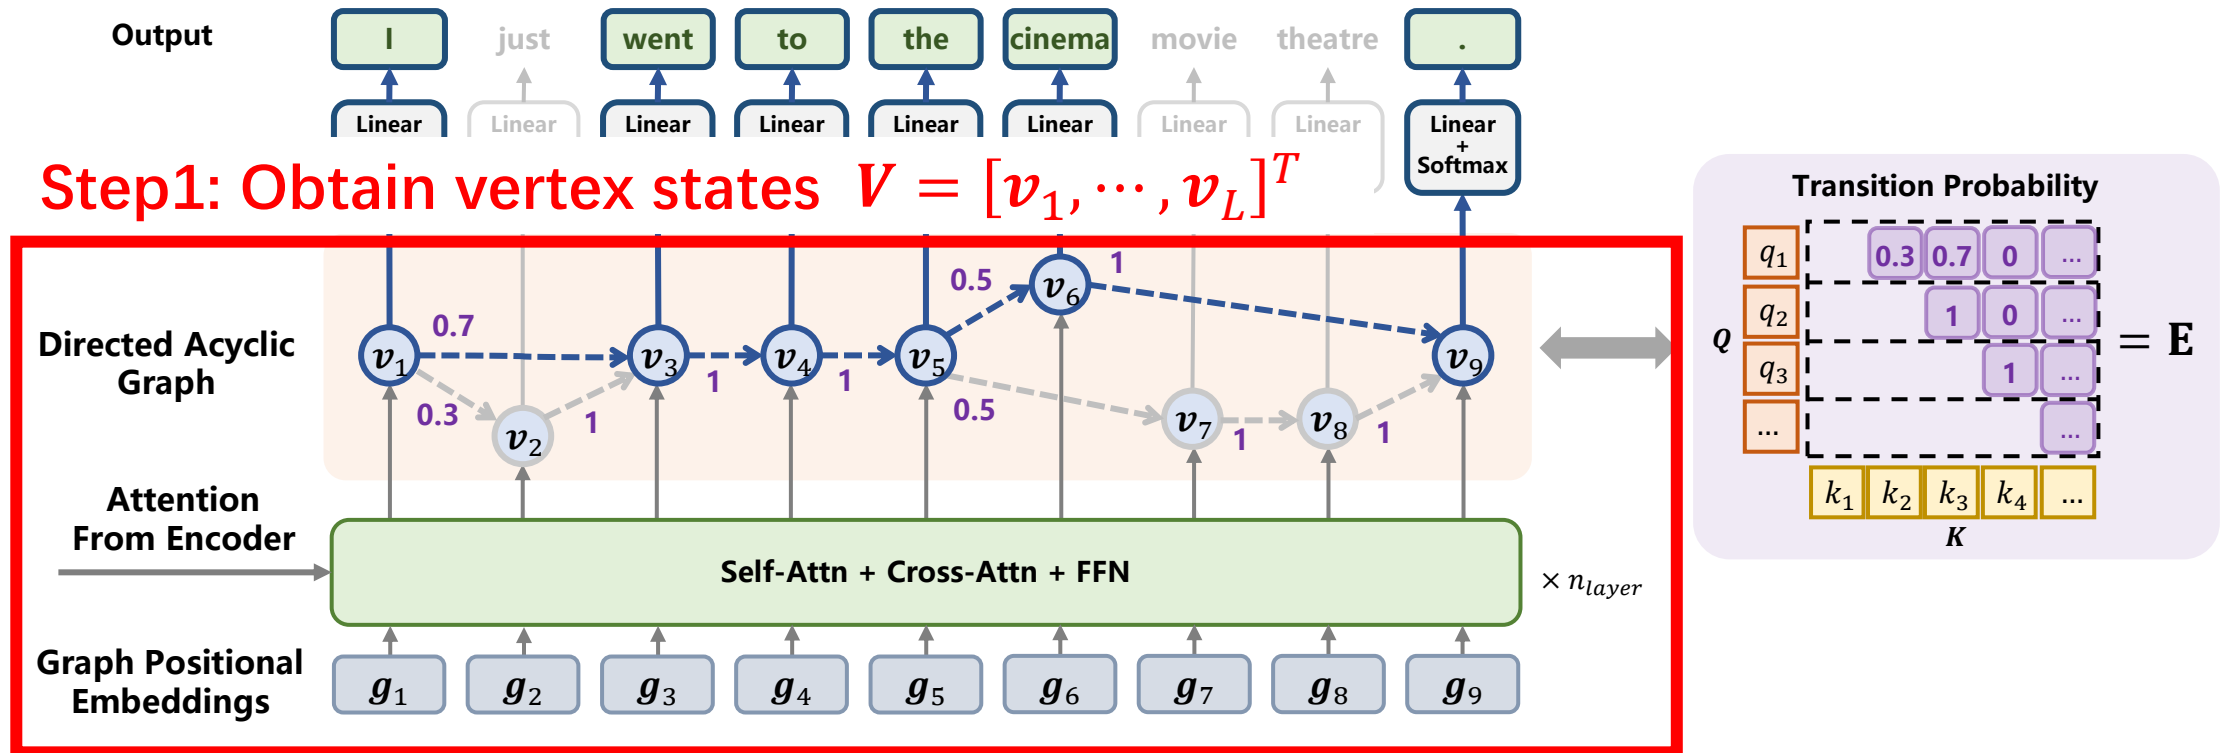 Output
I just went to the cinema movie theatre .
Linear Linear Linear Linear Linear Linear Linear Linear Linear
+
Softmax
Step1: Obtain vertex states V = [v₁, ⋯, v_L]ᵀ
Directed Acyclic
Graph
v₁ v₂ v₃ v₄ v₅ v₆ v₇ v₈ v₉
0.7 0.3 1 1 1 0.5 0.5 1 1 1
Attention
From Encoder
Self-Attn + Cross-Attn + FFN
× n_layer
Graph Positional
Embeddings
g₁ g₂ g₃ g₄ g₅ g₆ g₇ g₈ g₉
Transition Probability
q₁ 0.3 0.7 0 ...
q₂ 1 0 ...
q₃ 1 ...
... ...
Q
= E
k₁ k₂ k₃ k₄ ...
K